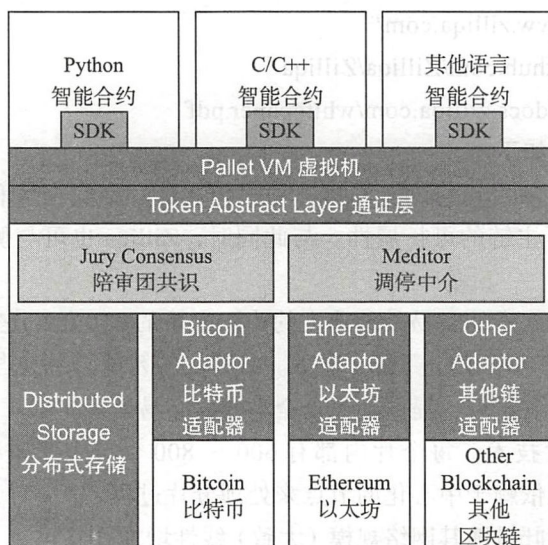 Python
智能合约
SDK
C/C++
智能合约
SDK
其他语言
智能合约
SDK
Pallet VM 虚拟机
Token Abstract Layer 通证层
Jury Consensus
陪审团共识
Meditor
调停中介
Distributed
Storage
分布式存储
Bitcoin
Adaptor
比特币
适配器
Ethereum
Adaptor
以太坊
适配器
Other
Adaptor
其他链
适配器
Bitcoin
比特币
Ethereum
以太坊
Other
Blockchain
其他
区块链